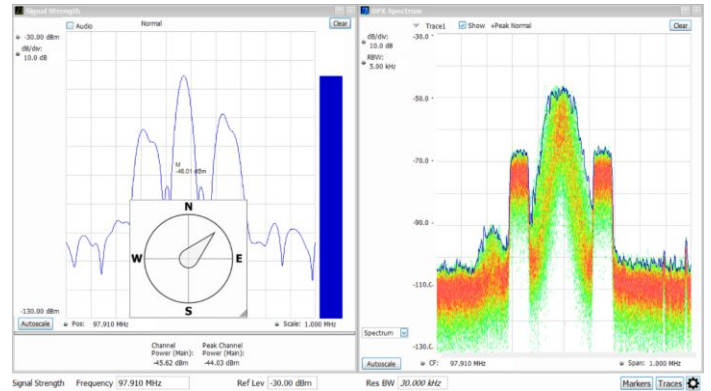 Signal Strength
Audio
Normal
Clear
-30.00 dBm
dB/div:
10.0 dB
M
-46.01 dBm
N
W
E
S
-130.00 dBm
Autoscale
Pos: 97.910 MHz
Scale: 1.000 MHz
Channel
Power (Main):
-45.62 dBm
Peak Channel
Power (Main):
-44.03 dBm
DPX Spectrum
Trace1
Show
+Peak Normal
Clear
dB/div:
10.0 dB
RBW:
5.00 kHz
-30.0
-50.0
-70.0
-90.0
-110.0
-130.0
Spectrum
Autoscale
CF: 97.910 MHz
Span: 1.000 MHz
Signal Strength
Frequency 97.910 MHz
Ref Lev -30.00 dBm
Res BW 30.000 kHz
Markers
Traces